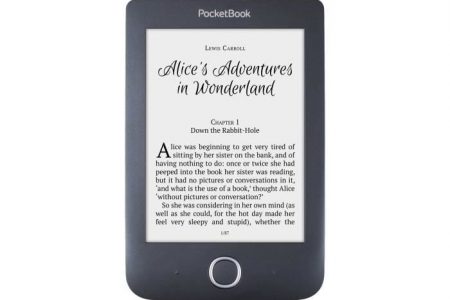 PocketBook
Lewis Carroll
Alice's Adventures
in Wonderland
Chapter 1
Down the Rabbit-Hole
Alice was beginning to get very tired of
sitting by her sister on the bank, and of
having nothing to do: once or twice she had
peeped into the book her sister was reading,
but it had no pictures or conversations in it,
‘and what is the use of a book,’ thought Alice
‘without pictures or conversation?’
So she was considering in her own mind (as
well as she could, for the hot day made her
feel very sleepy and stupid), whether the
1/87